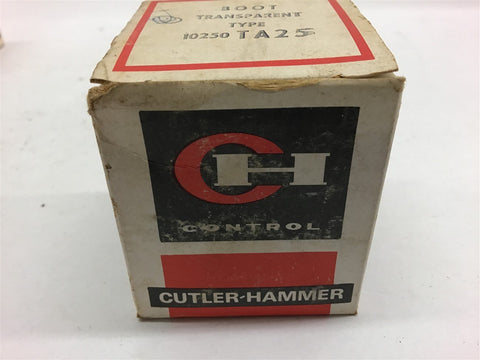 BOOT
TRANSPARENT
TYPE
10250 TA25
CH
CONTROL
CUTLER-HAMMER